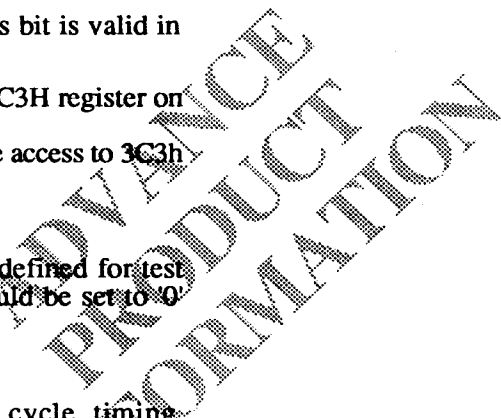 s bit is valid in
C3H register on
e access to 3C3h
defined for test
uld be set to '0'
cycle, timing
ADVANCE
PRODUCT
FORMATION